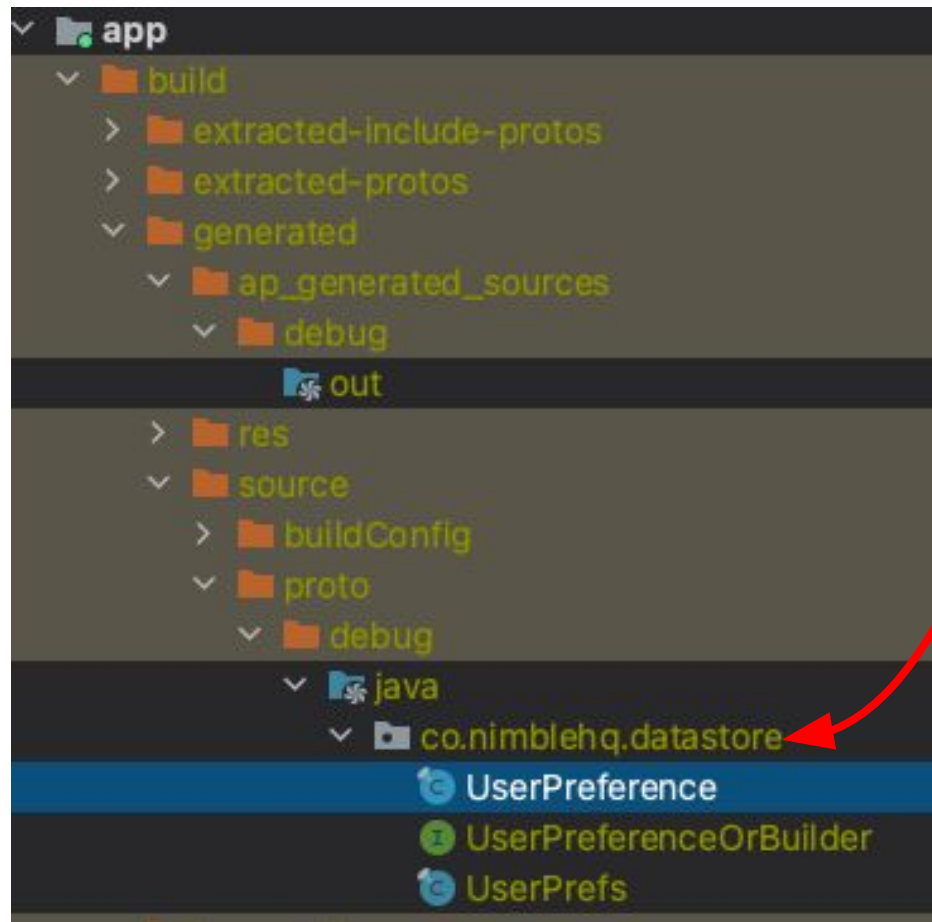 app
build
extracted-include-protos
extracted-protos
generated
ap_generated_sources
debug
out
res
source
buildConfig
proto
debug
java
co.nimblehq.datastore
UserPreference
UserPreferenceOrBuilder
UserPrefs